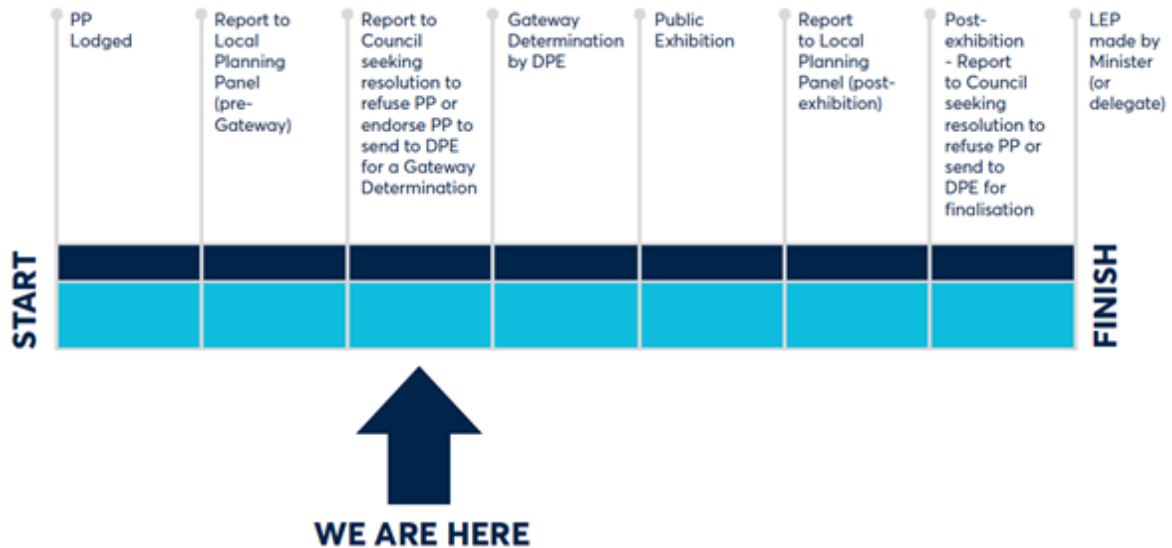 PP
Lodged
Report to
Local
Planning
Panel
(pre-
Gateway)
Report to
Council
seeking
resolution to
refuse PP or
endorse PP to
send to DPE
for a Gateway
Determination
Gateway
Determination
by DPE
Public
Exhibition
Report
to Local
Planning
Panel (post-
exhibition)
Post-
exhibition
- Report
to Council
seeking
resolution to
refuse PP or
send to
DPE for
finalisation
LEP
made by
Minister
(or
delegate)
START
FINISH
WE ARE HERE